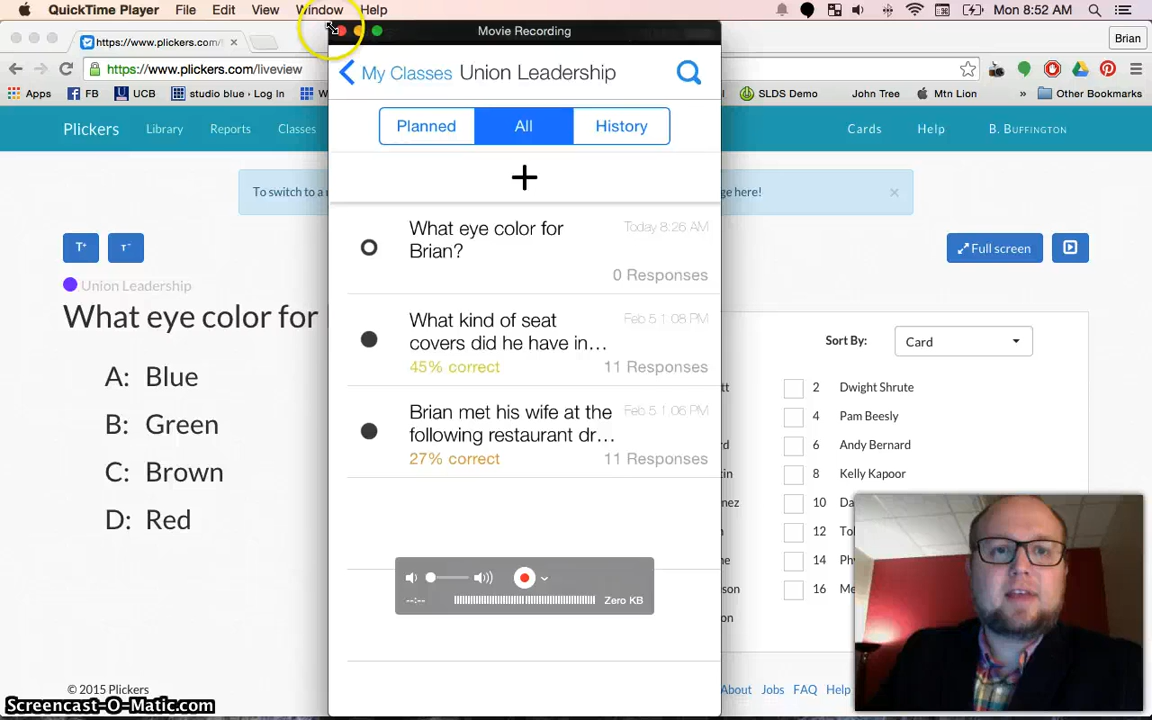 QuickTime Player File Edit View Window Help Mon 8:52 AM
https://www.plickers.com/
Brian
https://www.plickers.com/liveview
Apps FB UCB studio blue › Log In SLDS Demo John Tree Mtn Lion » Other Bookmarks
Movie Recording
My Classes Union Leadership
Plickers Library Reports Classes Cards Help B. Buffington
Planned All History
To switch to a ge here! ×
+
T+ T- Full screen
What eye color for Brian? Today 8:26 AM
0 Responses
Union Leadership
What eye color for
A: Blue
B: Green
C: Brown
D: Red
What kind of seat covers did he have in... Feb 5 1:08 PM
45% correct 11 Responses
Brian met his wife at the following restaurant dr... Feb 5 1:06 PM
27% correct 11 Responses
Sort By: Card
2 Dwight Shrute
4 Pam Beesly
6 Andy Bernard
8 Kelly Kapoor
10
12
14
16
--:-- Zero KB
© 2015 Plickers About Jobs FAQ Help
Screencast-O-Matic.com